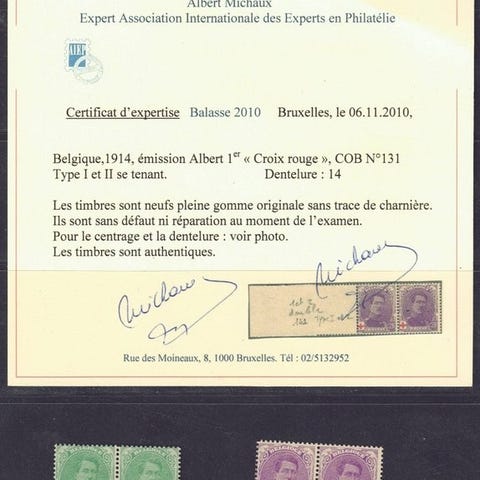 Albert Michaux
Expert Association Internationale des Experts en Philatélie
AIEP
Certificat d'expertise Balasse 2010 Bruxelles, le 06.11.2010,
Belgique,1914, émission Albert 1er « Croix rouge », COB N°131
Type I et II se tenant. Dentelure : 14
Les timbres sont neufs pleine gomme originale sans trace de charnière.
Ils sont sans défaut ni réparation au moment de l'examen.
Pour le centrage et la dentelure : voir photo.
Les timbres sont authentiques.
Michaux
Michaux
Rue des Moineaux, 8, 1000 Bruxelles. Tél : 02/5132952